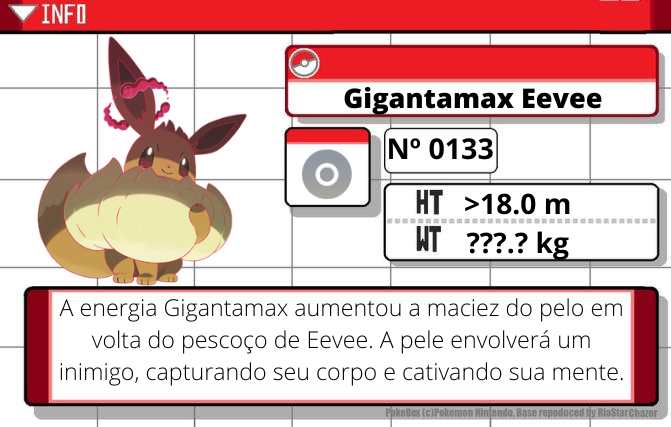 INFO
Gigantamax Eevee
Nº 0133
HT >18.0 m
WT ???.? kg
A energia Gigantamax aumentou a maciez do pelo em
volta do pescoço de Eevee. A pele envolverá um
inimigo, capturando seu corpo e cativando sua mente.
PokeDex (c)Pokemon Nintendo. Base reproduced by RiaStarChazer